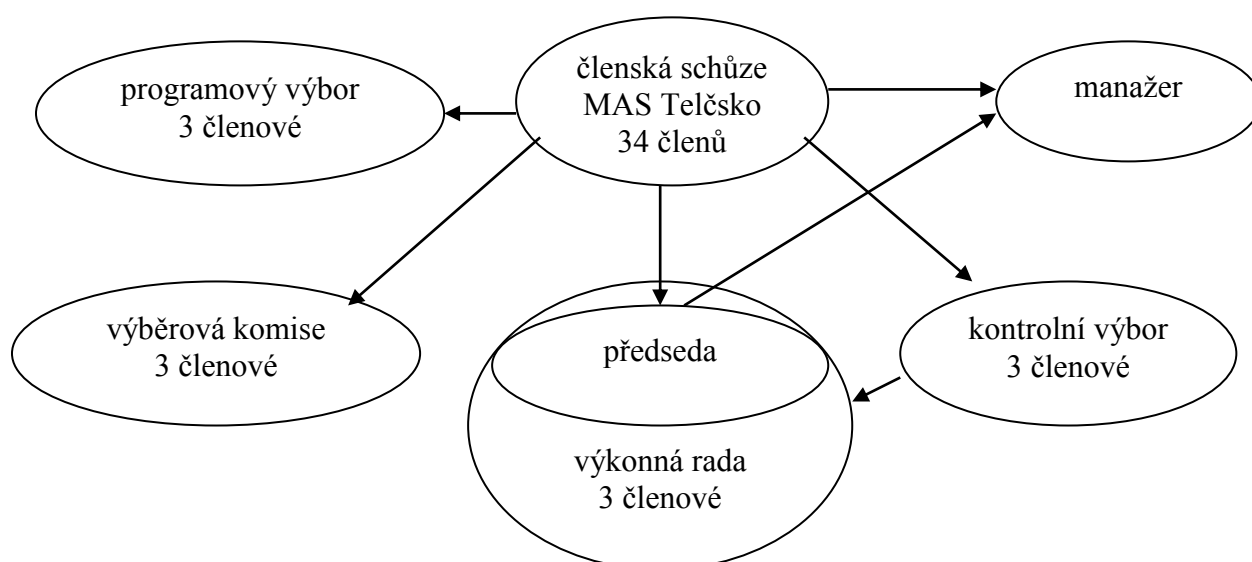 programový výbor
3 členové
členská schůze
MAS Telčsko
34 členů
manažer
výběrová komise
3 členové
předseda
výkonná rada
3 členové
kontrolní výbor
3 členové